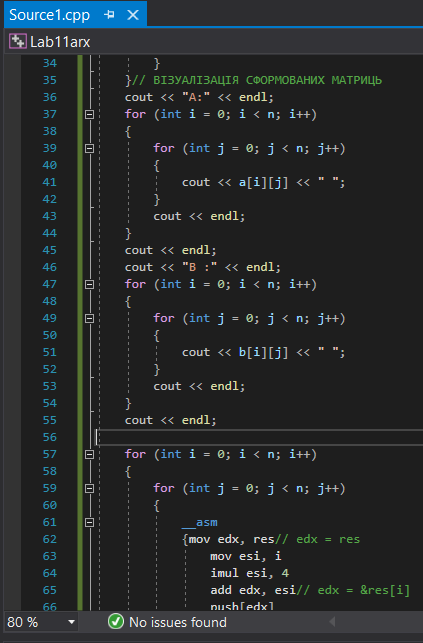 Source1.cpp
Lab11arx
34 }
35 }// ВІЗУАЛІЗАЦІЯ СФОРМОВАНИХ МАТРИЦЬ
36 cout << "A:" << endl;
37 for (int i = 0; i < n; i++)
38 {
39 for (int j = 0; j < n; j++)
40 {
41 cout << a[i][j] << " ";
42 }
43 cout << endl;
44 }
45 cout << endl;
46 cout << "B :" << endl;
47 for (int i = 0; i < n; i++)
48 {
49 for (int j = 0; j < n; j++)
50 {
51 cout << b[i][j] << " ";
52 }
53 cout << endl;
54 }
55 cout << endl;
56
57 for (int i = 0; i < n; i++)
58 {
59 for (int j = 0; j < n; j++)
60 {
61 __asm
62 {mov edx, res// edx = res
63 mov esi, i
64 imul esi, 4
65 add edx, esi// edx = &res[i]
66 push[edx]
80 % No issues found